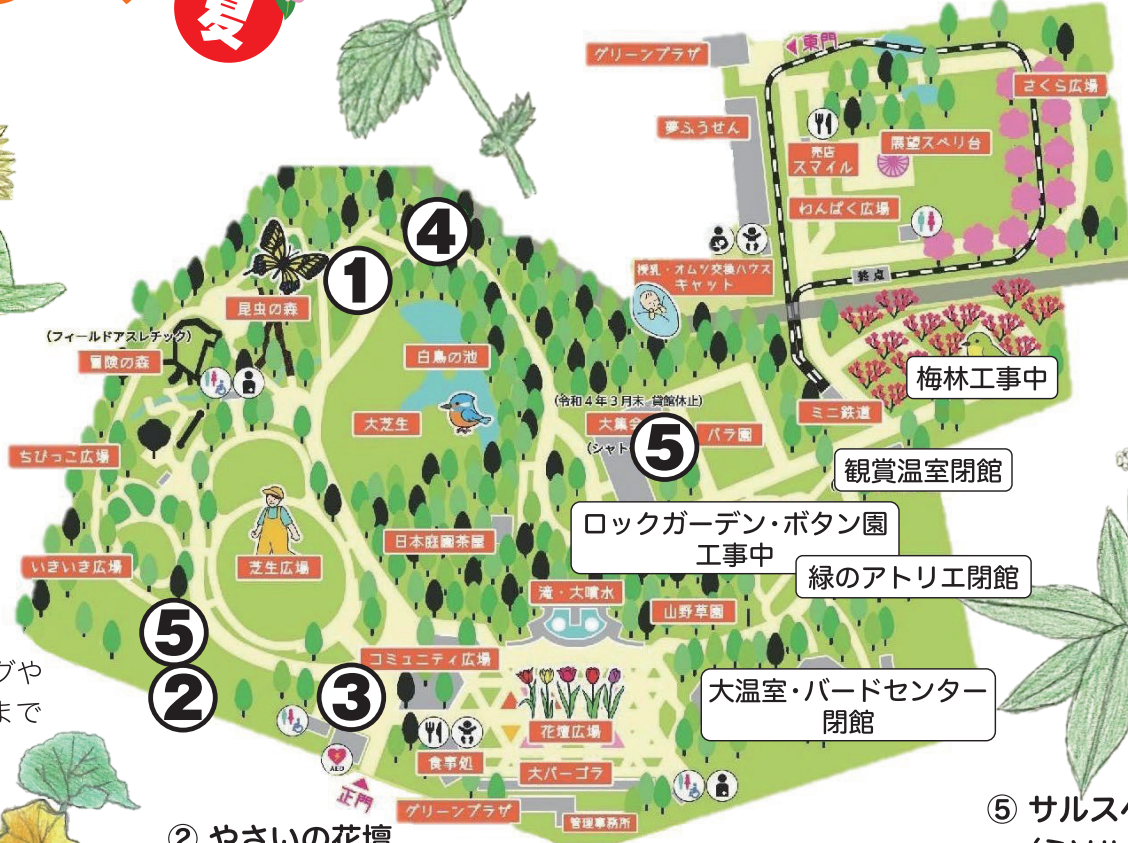 夏
グリーンプラザ
東門
さくら広場
夢ふうせん
展望スベリ台
売店
スマイル
わんぱく広場
④
①
授乳・オムツ交換ハウス
キャット
終点
昆虫の森
(フィールドアスレチック)
冒険の森
白鳥の池
梅林工事中
(令和4年3月末 貸館休止)
大集会
(シャト
⑤
バラ園
ミニ鉄道
大芝生
ちびっこ広場
観賞温室閉館
ロックガーデン・ボタン園
工事中
日本庭園茶屋
いきいき広場
芝生広場
緑のアトリエ閉館
滝・大噴水
山野草園
⑤
コミュニティ広場
グや
まで
②
③
大温室・バードセンター
閉館
花壇広場
食事処
AED
大パーゴラ
正門
グリーンプラザ
管理事務所
② やさいの花壇
⑤ サルスベ